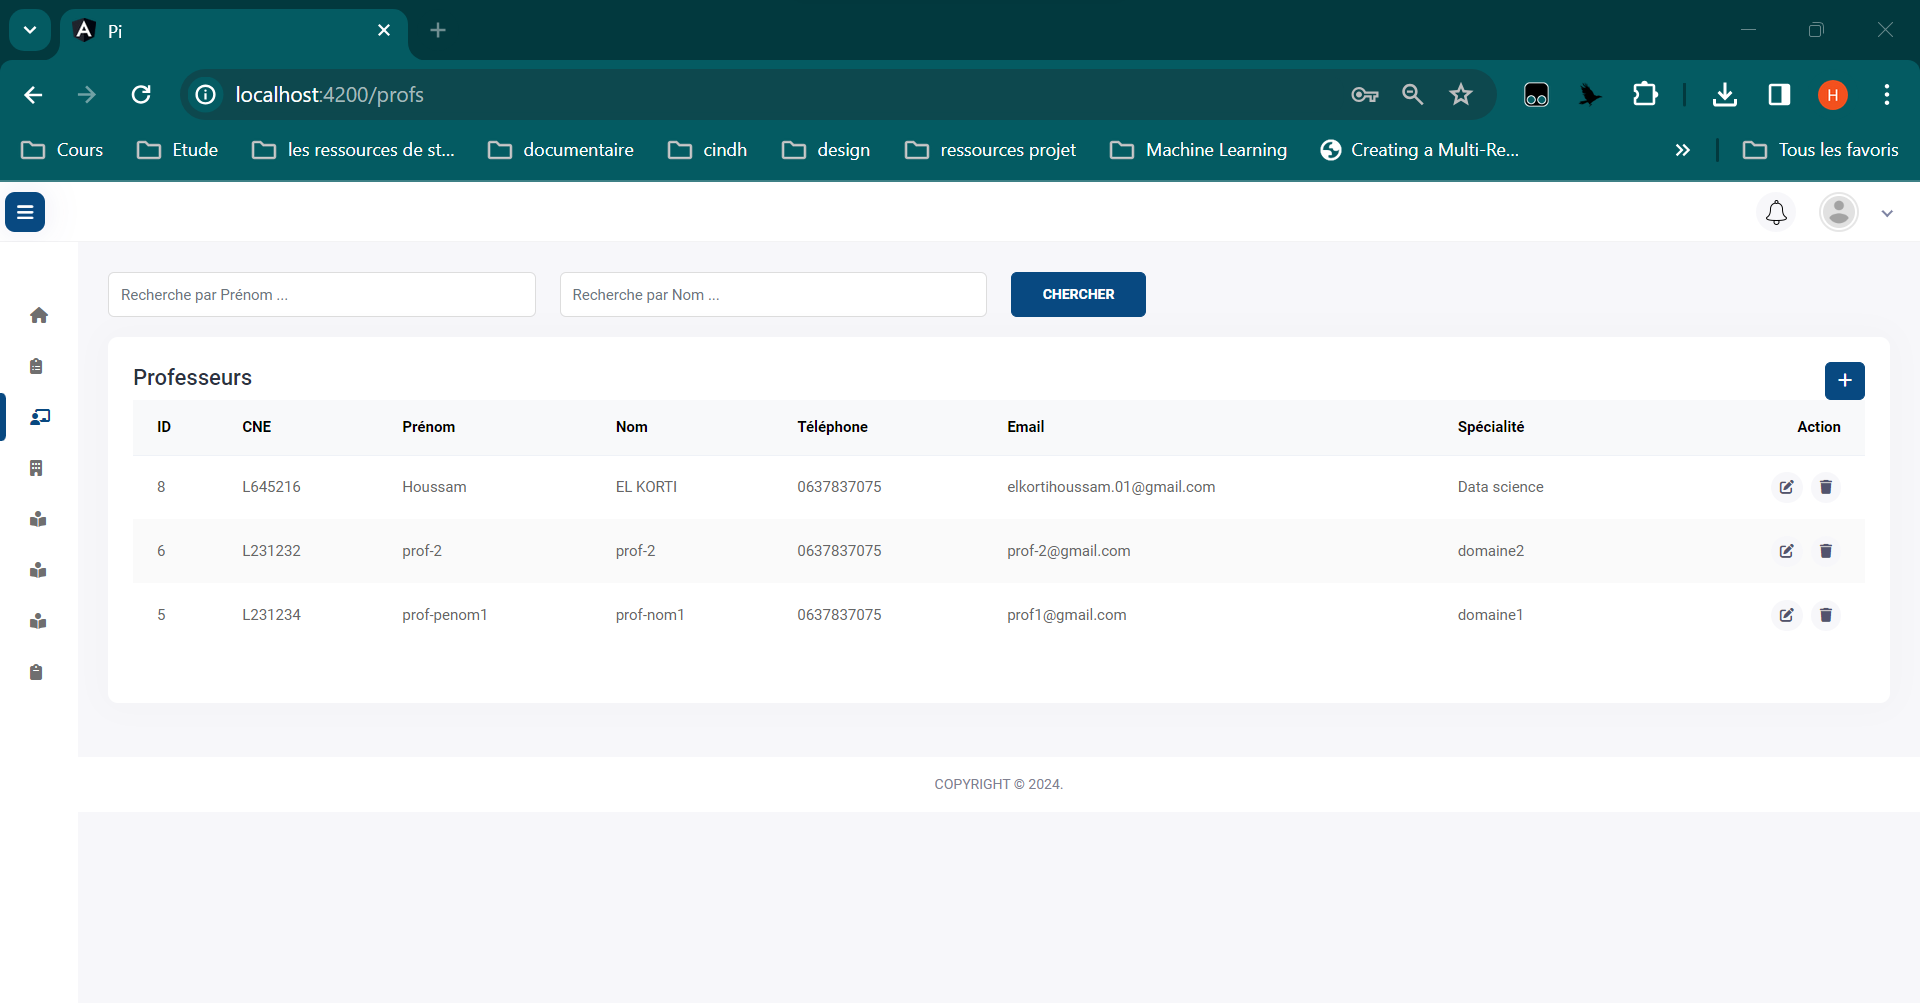 Pi
localhost:4200/profs
H
Cours Etude les ressources de st... documentaire cindh design ressources projet Machine Learning Creating a Multi-Re... Tous les favoris
Recherche par Prénom ... Recherche par Nom ... CHERCHER
Professeurs
ID CNE Prénom Nom Téléphone Email Spécialité Action
8 L645216 Houssam EL KORTI 0637837075 elkortihoussam.01@gmail.com Data science
6 L231232 prof-2 prof-2 0637837075 prof-2@gmail.com domaine2
5 L231234 prof-penom1 prof-nom1 0637837075 prof1@gmail.com domaine1
COPYRIGHT © 2024.